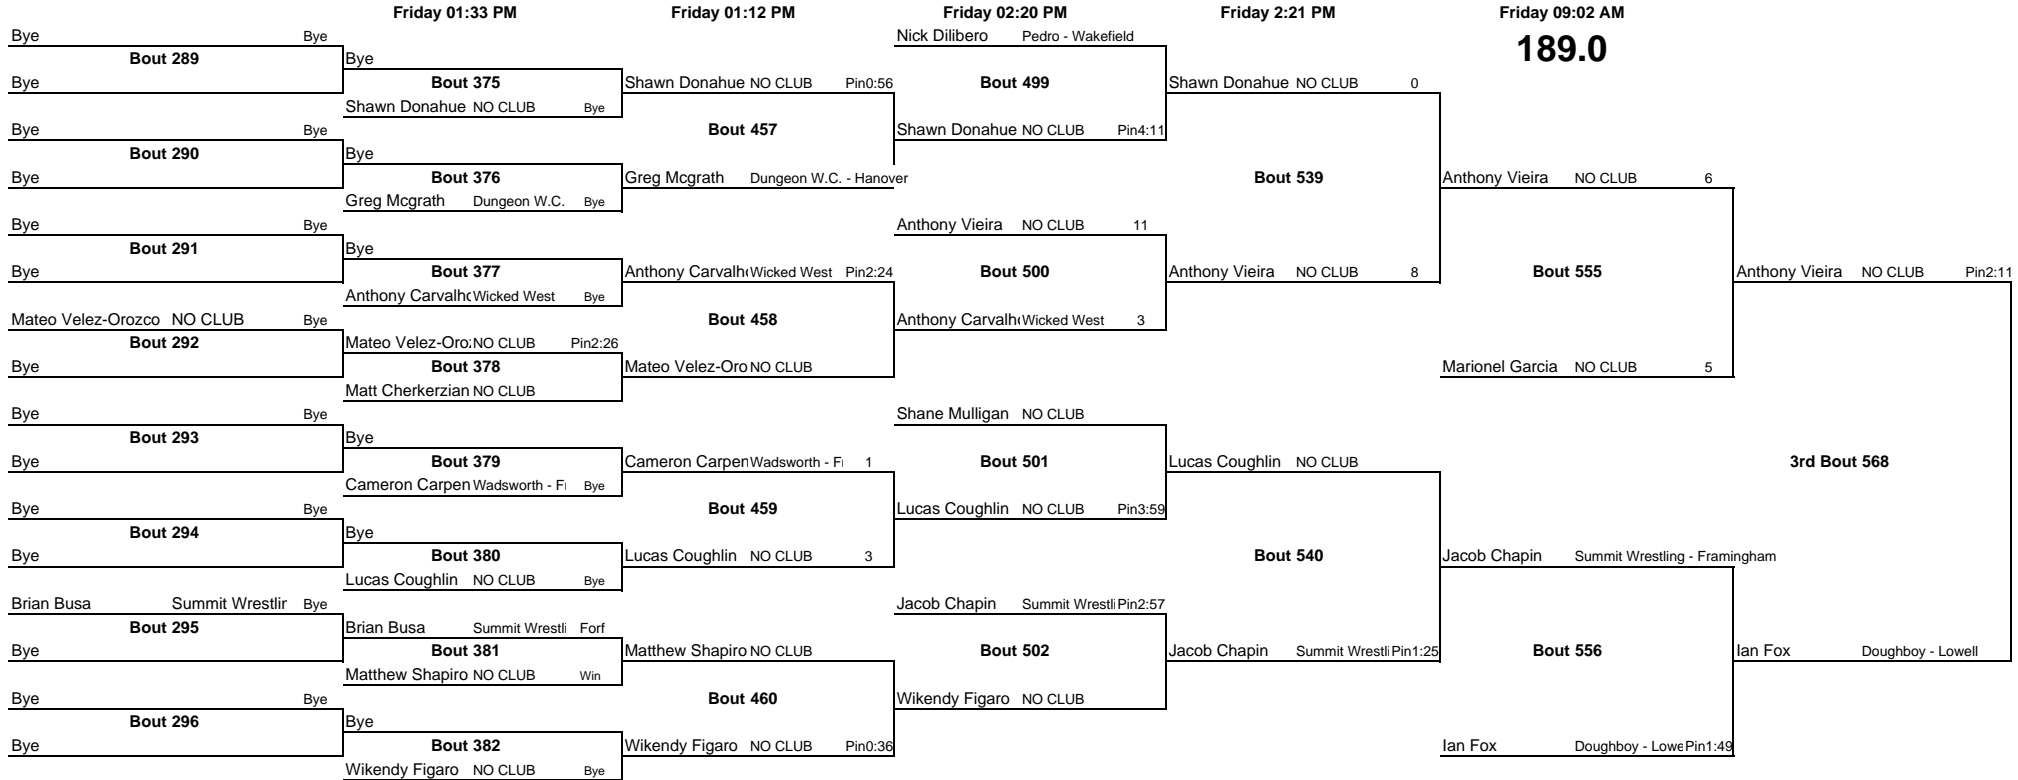 Friday 01:33 PM Friday 01:12 PM Friday 02:20 PM Friday 2:21 PM Friday 09:02 AM
Bye Bye Nick Dilibero Pedro - Wakefield
189.0
Bout 289 Bye
Bye Bout 375 Shawn Donahue NO CLUB Pin0:56 Bout 499 Shawn Donahue NO CLUB 0
Shawn Donahue NO CLUB Bye
Bye Bye Bout 457 Shawn Donahue NO CLUB Pin4:11
Bout 290 Bye
Bye Bout 376 Greg Mcgrath Dungeon W.C. - Hanover Bout 539 Anthony Vieira NO CLUB 6
Greg Mcgrath Dungeon W.C. Bye
Bye Bye Anthony Vieira NO CLUB 11
Bout 291 Bye
Bye Bout 377 Anthony Carvalh Wicked West Pin2:24 Bout 500 Anthony Vieira NO CLUB 8 Bout 555 Anthony Vieira NO CLUB Pin2:11
Anthony Carvalh Wicked West Bye
Mateo Velez-Orozco NO CLUB Bye Bout 458 Anthony Carvalh Wicked West 3
Bout 292 Mateo Velez-Oro NO CLUB Pin2:26
Bye Bout 378 Mateo Velez-Oro NO CLUB Marionel Garcia NO CLUB 5
Matt Cherkerzian NO CLUB
Bye Bye Shane Mulligan NO CLUB
Bout 293 Bye
Bye Bout 379 Cameron Carpen Wadsworth - F 1 Bout 501 Lucas Coughlin NO CLUB 3rd Bout 568
Cameron Carpen Wadsworth - F Bye
Bye Bye Bout 459 Lucas Coughlin NO CLUB Pin3:59
Bout 294 Bye
Bye Bout 380 Lucas Coughlin NO CLUB 3 Bout 540 Jacob Chapin Summit Wrestling - Framingham
Lucas Coughlin NO CLUB Bye
Brian Busa Summit Wrestlin Bye Jacob Chapin Summit Wrestli Pin2:57
Bout 295 Brian Busa Summit Wrestli Forf
Bye Bout 381 Matthew Shapiro NO CLUB Bout 502 Jacob Chapin Summit Wrestli Pin1:25 Bout 556 Ian Fox Doughboy - Lowell
Matthew Shapiro NO CLUB Win
Bye Bye Bout 460 Wikendy Figaro NO CLUB
Bout 296 Bye
Bye Bout 382 Wikendy Figaro NO CLUB Pin0:36 Ian Fox Doughboy - Lowe Pin1:49
Wikendy Figaro NO CLUB Bye